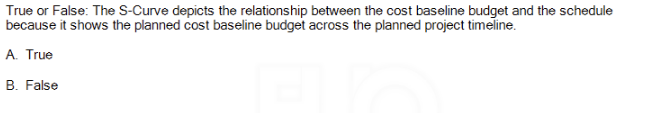 True or False: The S-Curve depicts the relationship between the cost baseline budget and the schedule
because it shows the planned cost baseline budget across the planned project timeline.
A. True
B. False